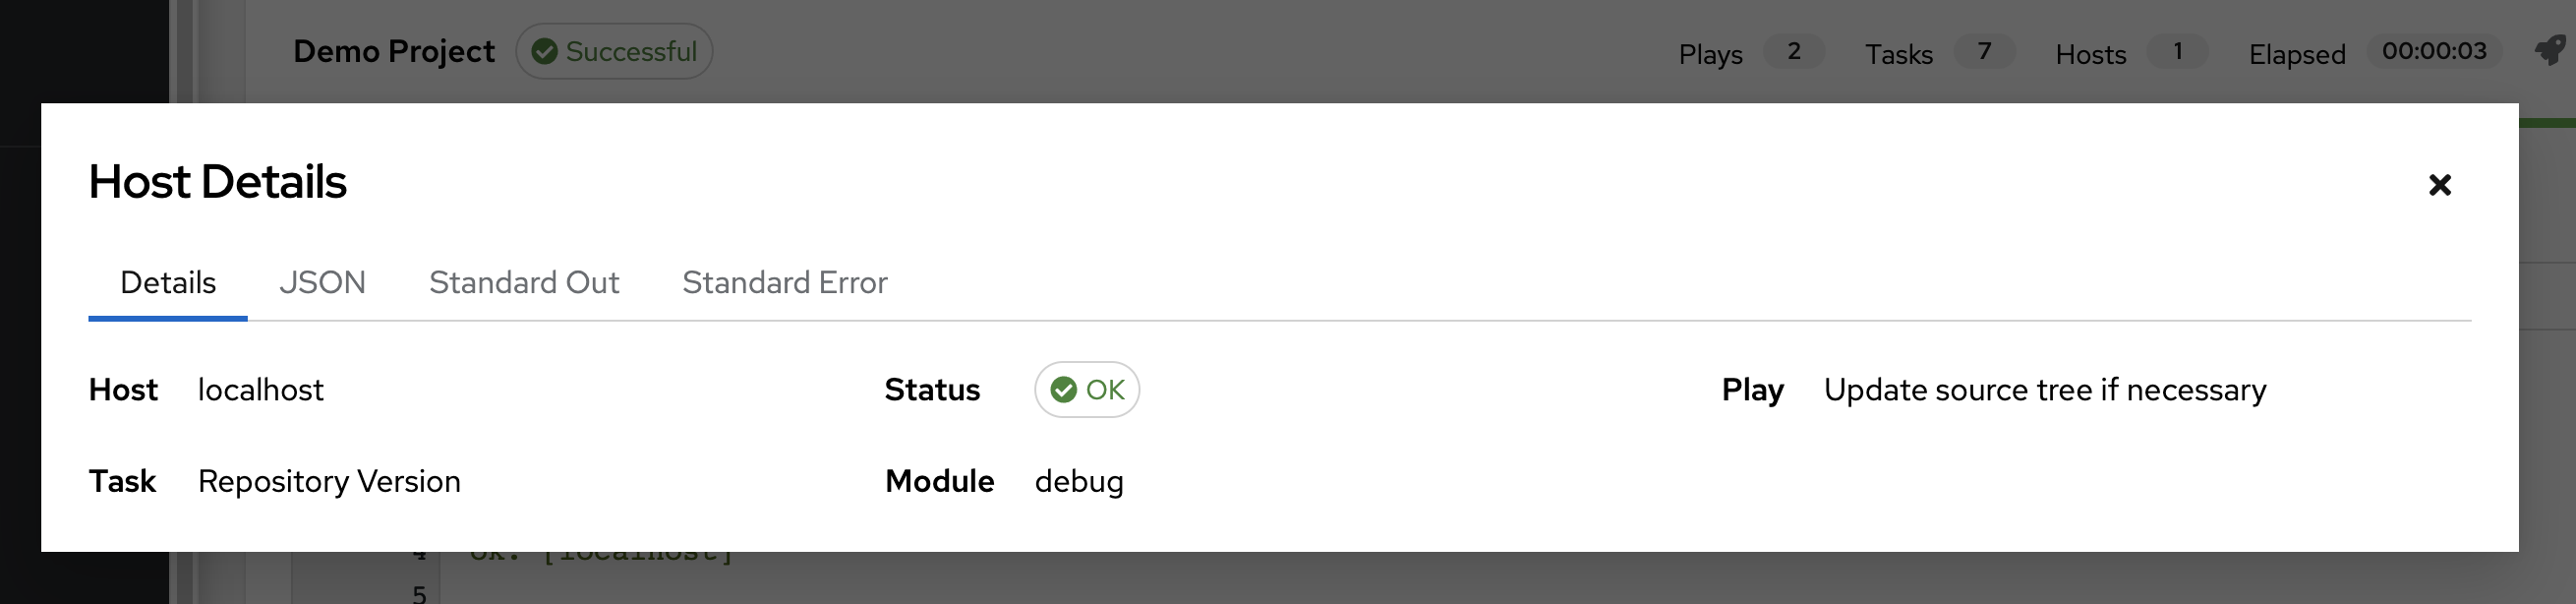 Demo Project Successful Plays 2 Tasks 7 Hosts 1 Elapsed 00:00:03
Host Details
Details JSON Standard Out Standard Error
Host localhost Status OK Play Update source tree if necessary
Task Repository Version Module debug
4 ok: [localhost]
5